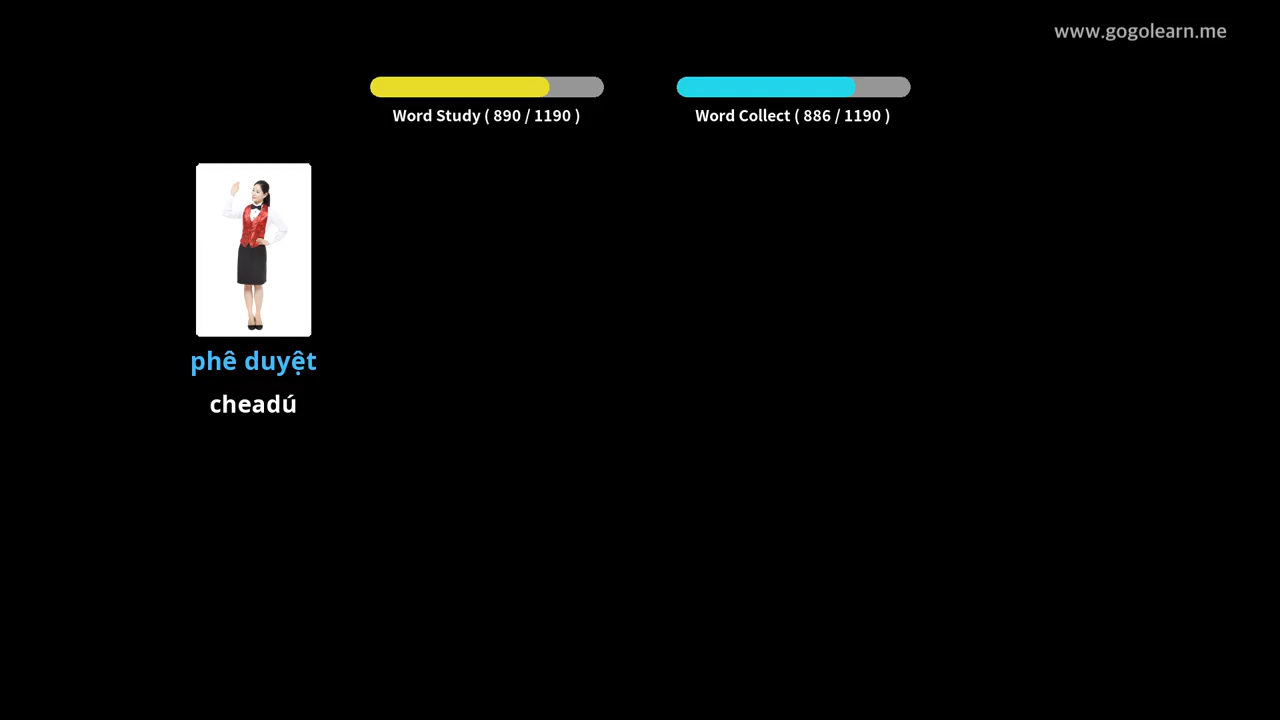 www.gogolearn.me
Word Study ( 890 / 1190 )
Word Collect ( 886 / 1190 )
phê duyệt
cheadú